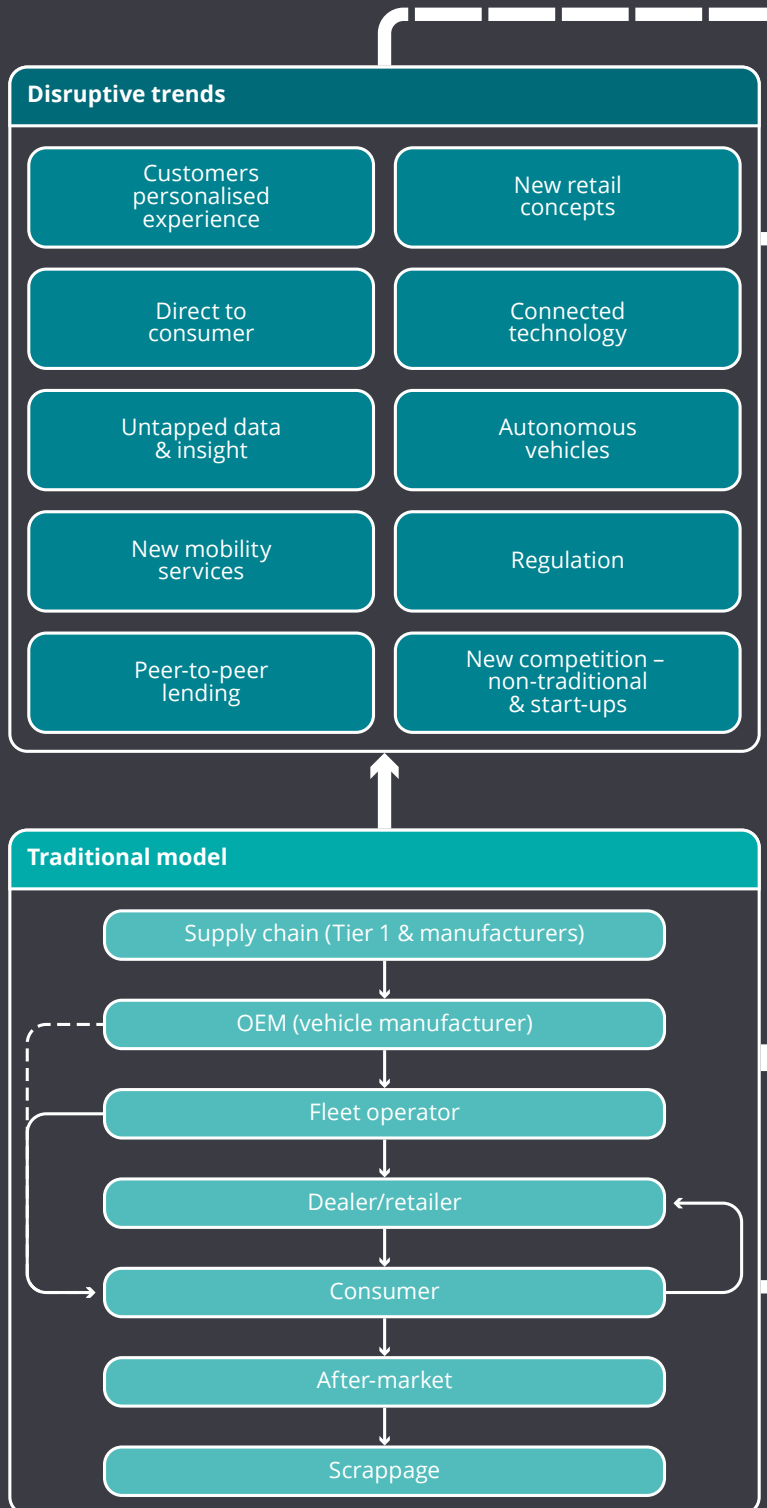 Disruptive trends
Customers
personalised
experience
New retail
concepts
Direct to
consumer
Connected
technology
Untapped data
& insight
Autonomous
vehicles
New mobility
services
Regulation
Peer-to-peer
lending
New competition –
non-traditional
& start-ups
Traditional model
Supply chain (Tier 1 & manufacturers)
OEM (vehicle manufacturer)
Fleet operator
Dealer/retailer
Consumer
After-market
Scrappage